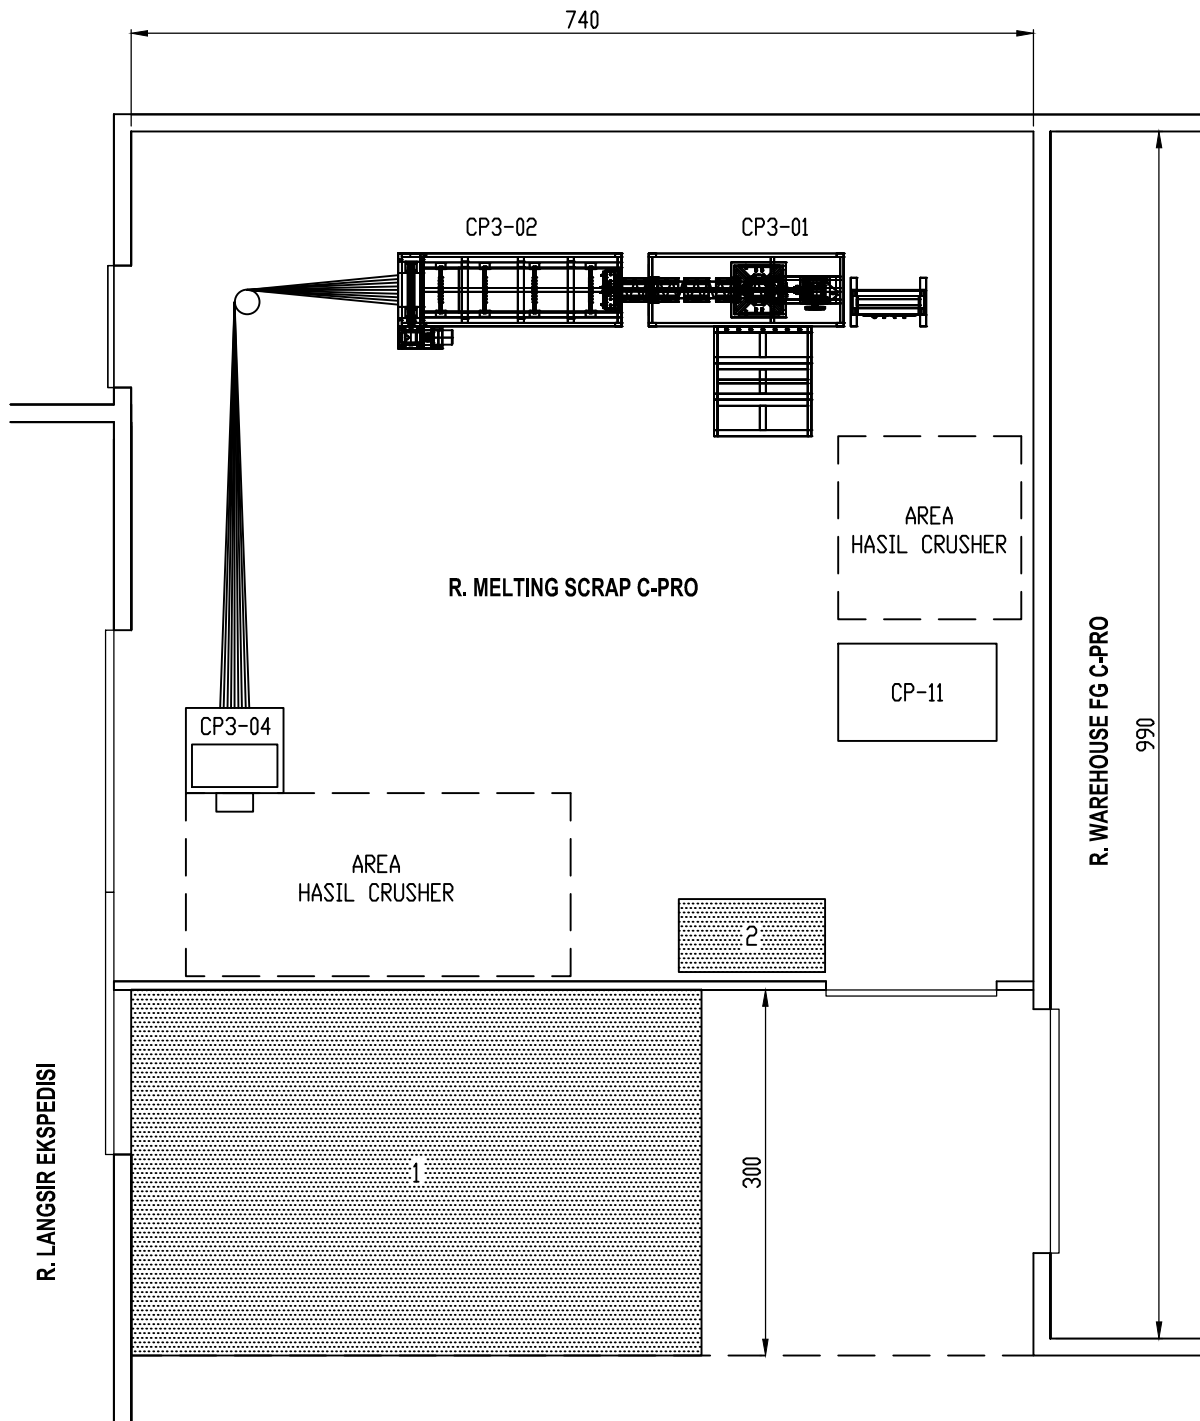 740
CP3-02
CP3-01
AREA
HASIL CRUSHER
R. MELTING SCRAP C-PRO
CP-11
CP3-04
R. WAREHOUSE FG C-PRO
990
AREA
HASIL CRUSHER
2
1
300
R. LANGSIR EKSPEDISI